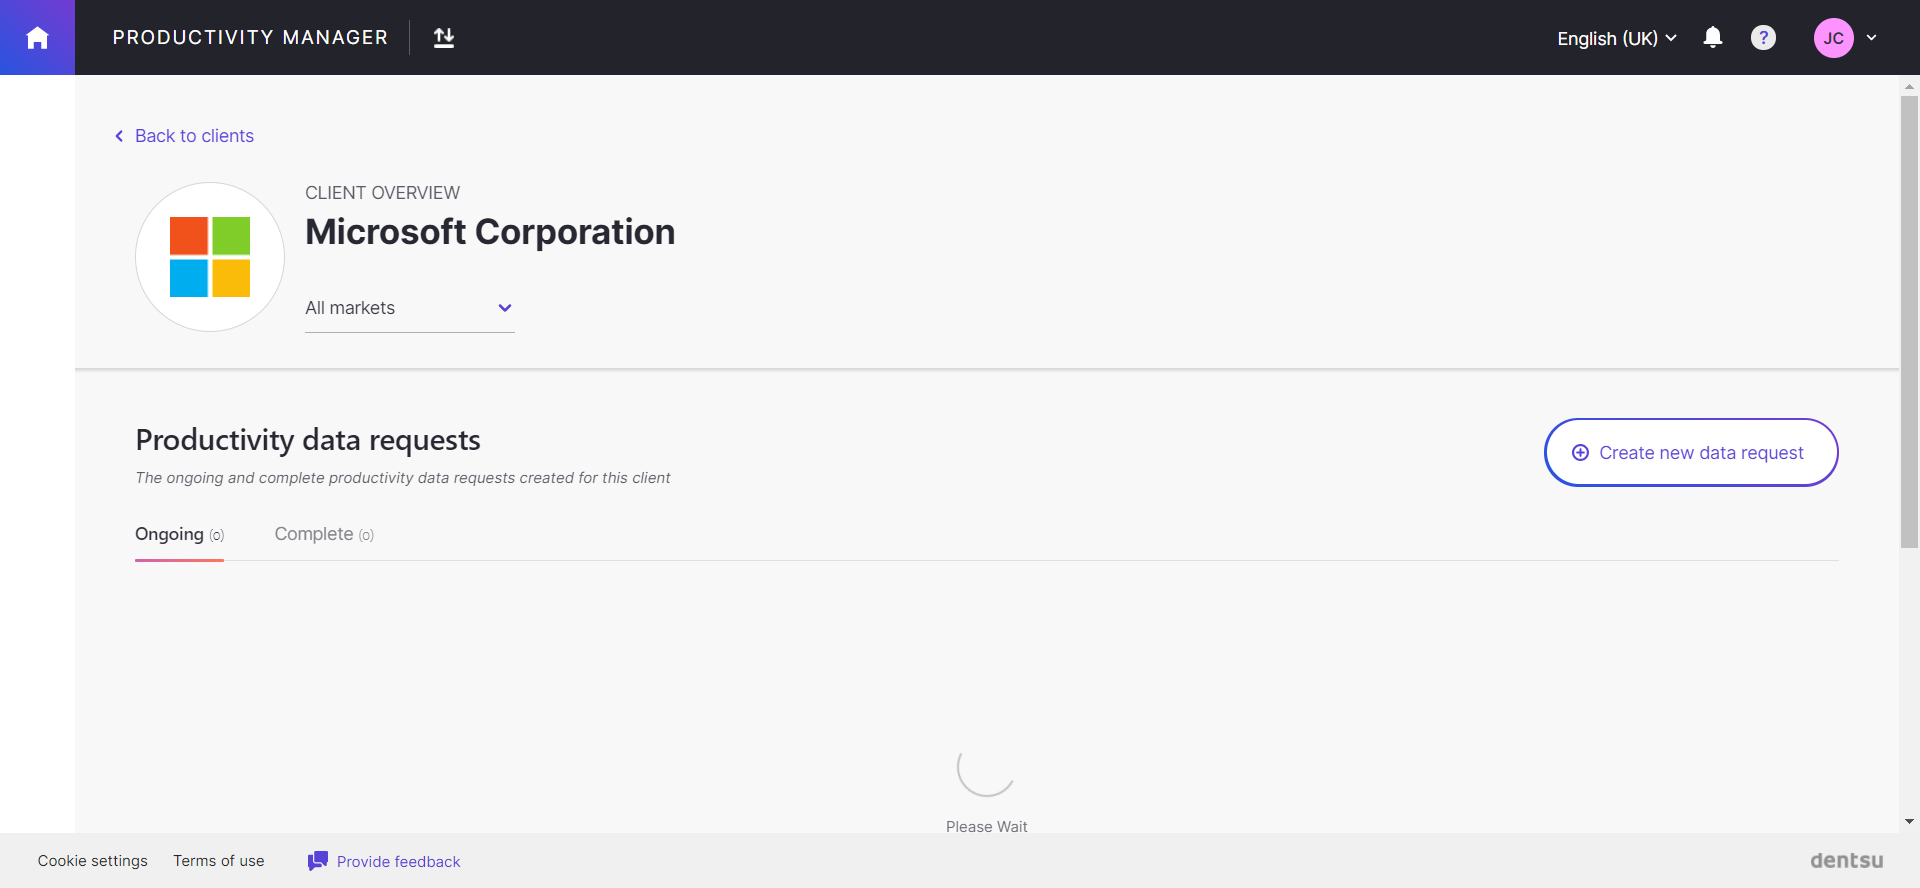 PRODUCTIVITY MANAGER
English (UK)
?
JC
Back to clients
CLIENT OVERVIEW
Microsoft Corporation
All markets
Productivity data requests
Create new data request
The ongoing and complete productivity data requests created for this client
Ongoing (0)
Complete (0)
Please Wait
Cookie settings
Terms of use
Provide feedback
dentsu